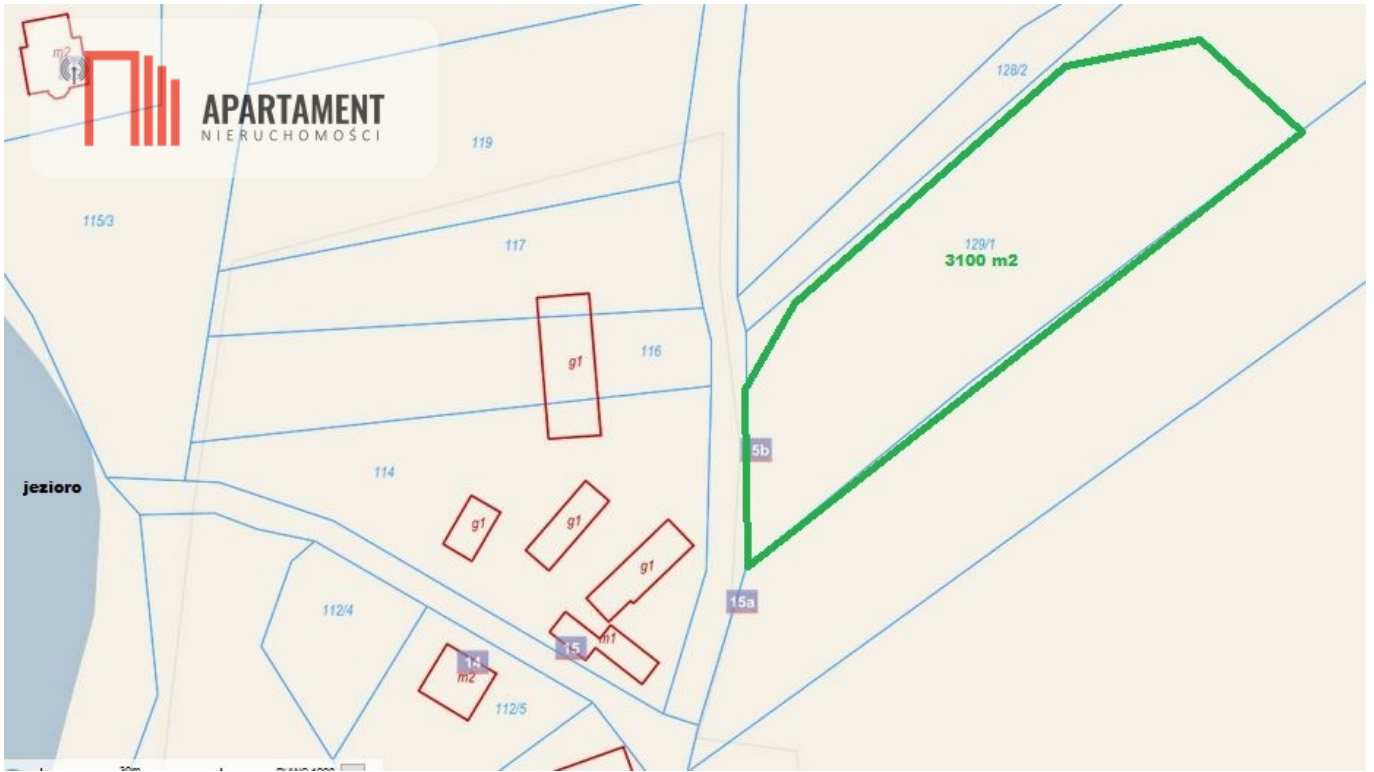 m2
APARTAMENT
NIERUCHOMOŚCI
128/2
119
115/3
117
129/1
3100 m2
116
g1
5b
114
jezioro
g1
g1
g1
15a
112/4
m1
15
14
m2
112/5
30m